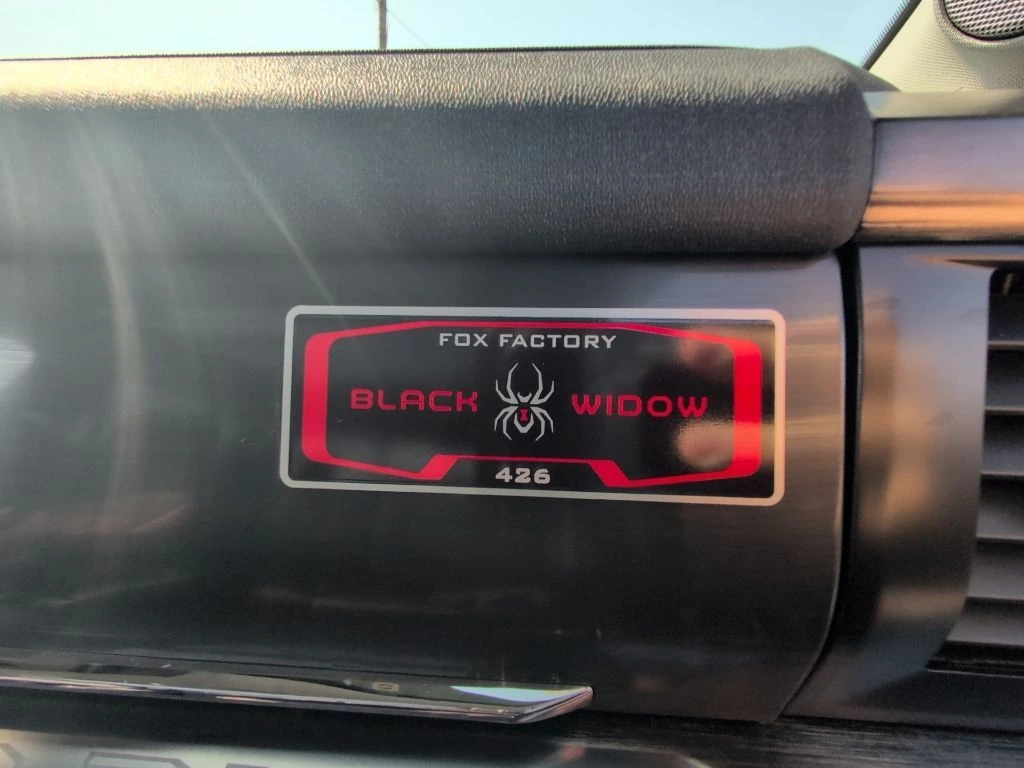 FOX FACTORY
BLACK WIDOW
426